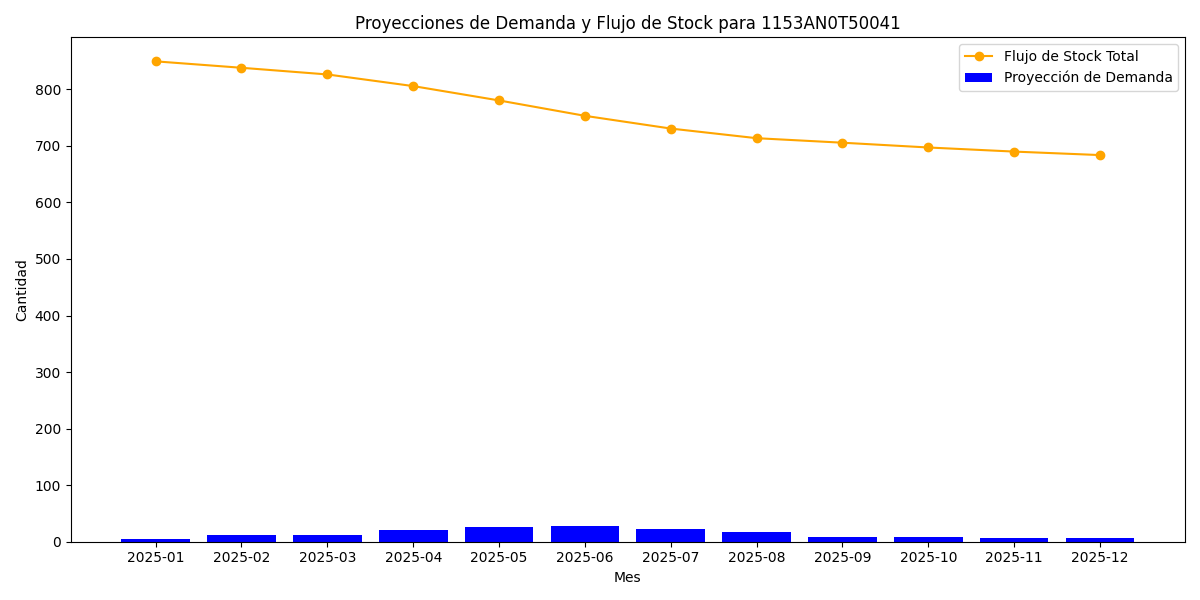 Proyecciones de Demanda y Flujo de Stock para 1153AN0T50041
Flujo de Stock Total
Proyección de Demanda
Cantidad
800
700
600
500
400
300
200
100
0
2025-01 2025-02 2025-03 2025-04 2025-05 2025-06 2025-07 2025-08 2025-09 2025-10 2025-11 2025-12
Mes